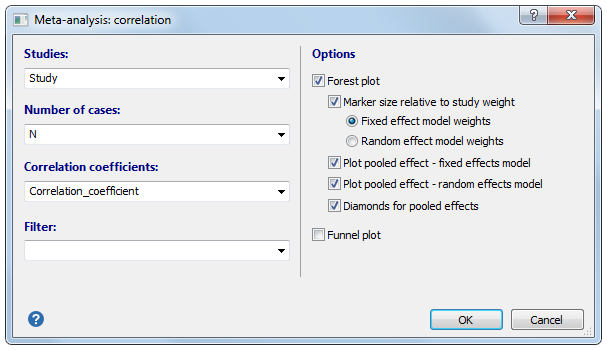 Meta-analysis: correlation
Studies:
Study
Number of cases:
N
Correlation coefficients:
Correlation_coefficient
Filter:
Options
Forest plot
Marker size relative to study weight
Fixed effect model weights
Random effect model weights
Plot pooled effect - fixed effects model
Plot pooled effect - random effects model
Diamonds for pooled effects
Funnel plot
OK
Cancel